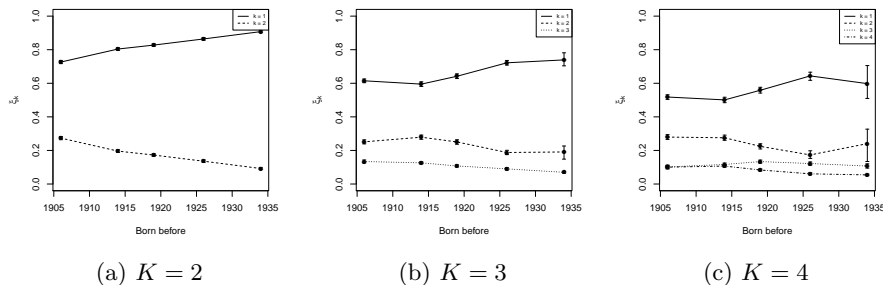 1.0
0.8
0.6
0.4
0.2
0.0
ξk
k = 1
k = 2
1905 1910 1915 1920 1925 1930 1935
Born before
(a) K = 2
1.0
0.8
0.6
0.4
0.2
0.0
ξk
k = 1
k = 2
k = 3
1905 1910 1915 1920 1925 1930 1935
Born before
(b) K = 3
1.0
0.8
0.6
0.4
0.2
0.0
ξk
k = 1
k = 2
k = 3
k = 4
1905 1910 1915 1920 1925 1930 1935
Born before
(c) K = 4